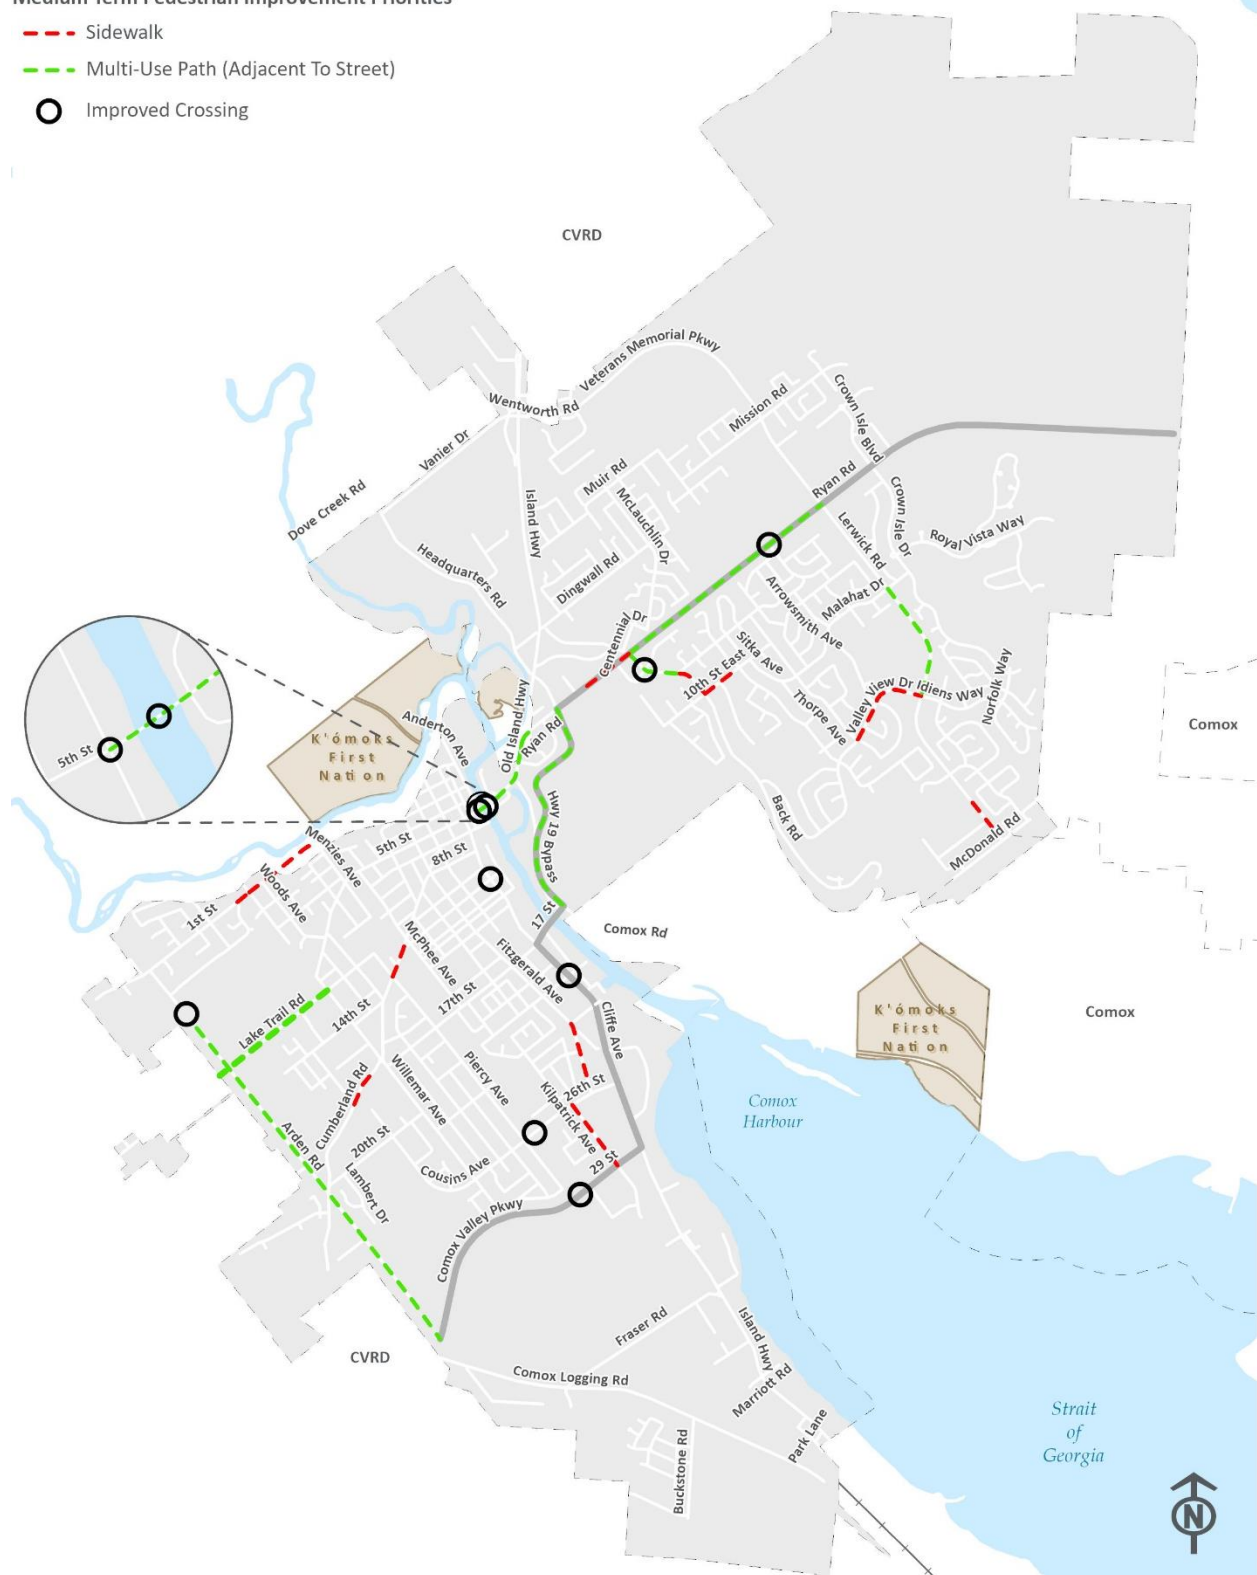 Medium-Term Pedestrian Improvement Priorities
Sidewalk
Multi-Use Path (Adjacent To Street)
Improved Crossing
CVRD
Veterans Memorial Pkwy
Wentworth Rd
Mission Rd
Crown Isle Blvd
Vanier Dr
Muir Rd
Ryan Rd
Dove Creek Rd
Island Hwy
McLauchlin Dr
Lerwick Rd
Crown Isle Dr
Royal Vista Way
Headquarters Rd
Dingwall Rd
Arrowsmith Ave
Malahat Dr
Centennial Dr
Sitka Ave
10th St East
Thorpe Ave
Valley View Dr
Idiens Way
Norfolk Way
Comox
5th St
K'ómoks
First
Nation
Anderton Ave
Old Island Hwy
Ryan Rd
Hwy 19 Bypass
Back Rd
McDonald Rd
Menzies Ave
5th St
8th St
Woods Ave
1st St
17 St
Comox Rd
McPhee Ave
Fitzgerald Ave
17th St
14th St
Lake Trail Rd
Cliffe Ave
K'ómoks
First
Nation
Comox
Comox
Harbour
Willemar Ave
Piercy Ave
26th St
Kilpatrick Ave
Cumberland Rd
20th St
Arden Rd
Lambert Dr
Cousins Ave
29 St
Comox Valley Pkwy
Fraser Rd
Island Hwy
CVRD
Comox Logging Rd
Marriott Rd
Park Lane
Buckstone Rd
Strait
of
Georgia
N